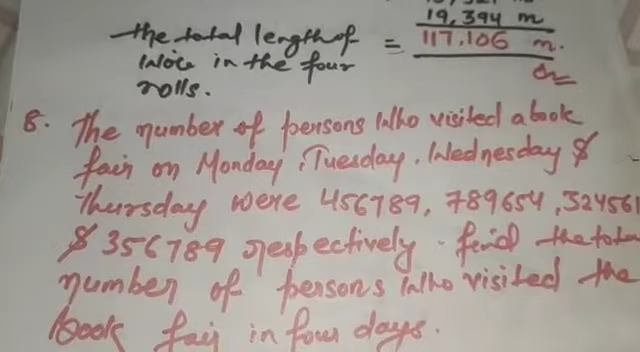 19,394 m
the total length of = 117.106 m.
wire in the four
rolls.
8. The number of persons who visited a book
fair on Monday, Tuesday, Wednesday &
Thursday were 456789, 789654, 324561
& 356789 respectively. find the total
number of persons who visited the
book fair in four days.